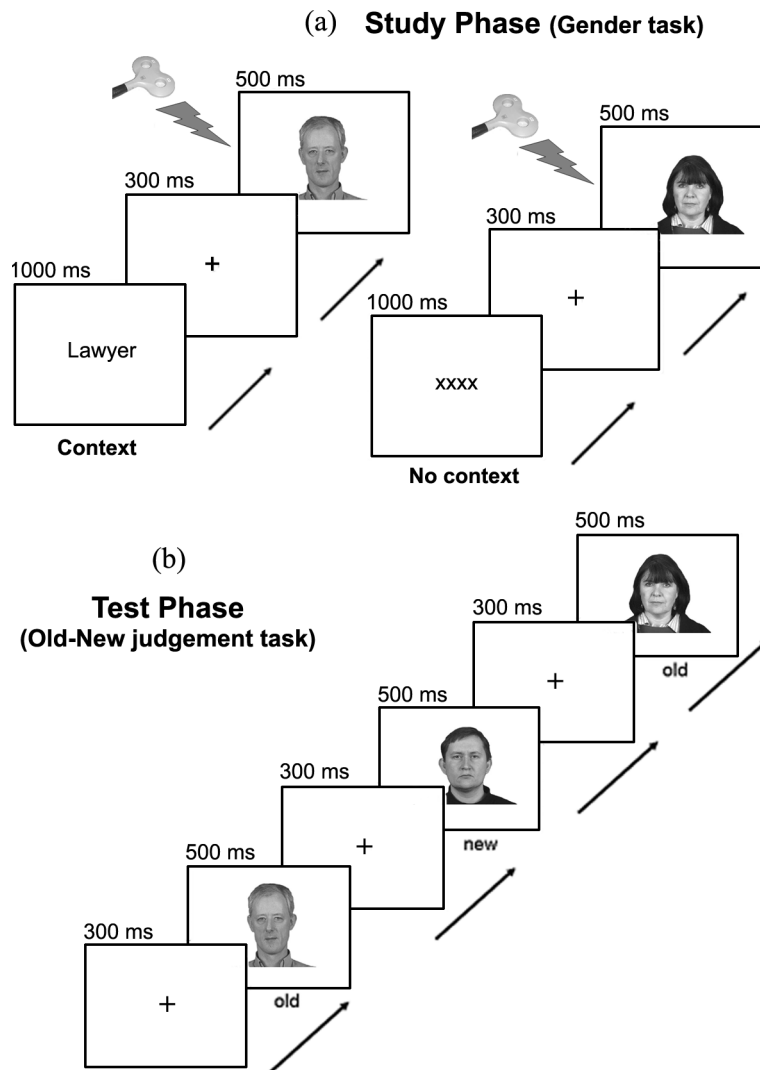 (a) Study Phase (Gender task)
500 ms
300 ms
1000 ms
Lawyer
Context
500 ms
300 ms
1000 ms
xxxx
No context
(b)
Test Phase
(Old-New judgement task)
500 ms
old
300 ms
500 ms
new
300 ms
500 ms
old
300 ms